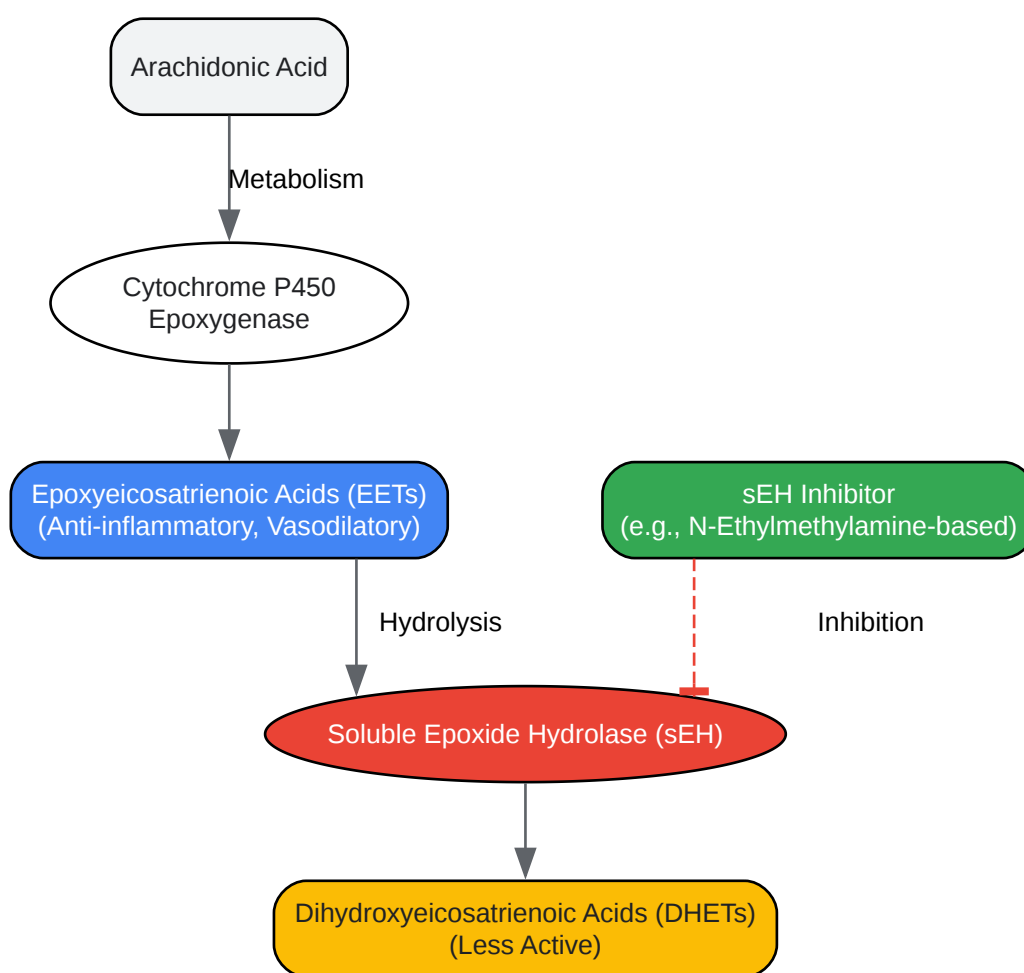 Arachidonic Acid
Metabolism
Cytochrome P450
Epoxygenase
Epoxyeicosatrienoic Acids (EETs)
(Anti-inflammatory, Vasodilatory)
sEH Inhibitor
(e.g., N-Ethylmethylamine-based)
Hydrolysis
Inhibition
Soluble Epoxide Hydrolase (sEH)
Dihydroxyeicosatrienoic Acids (DHETs)
(Less Active)